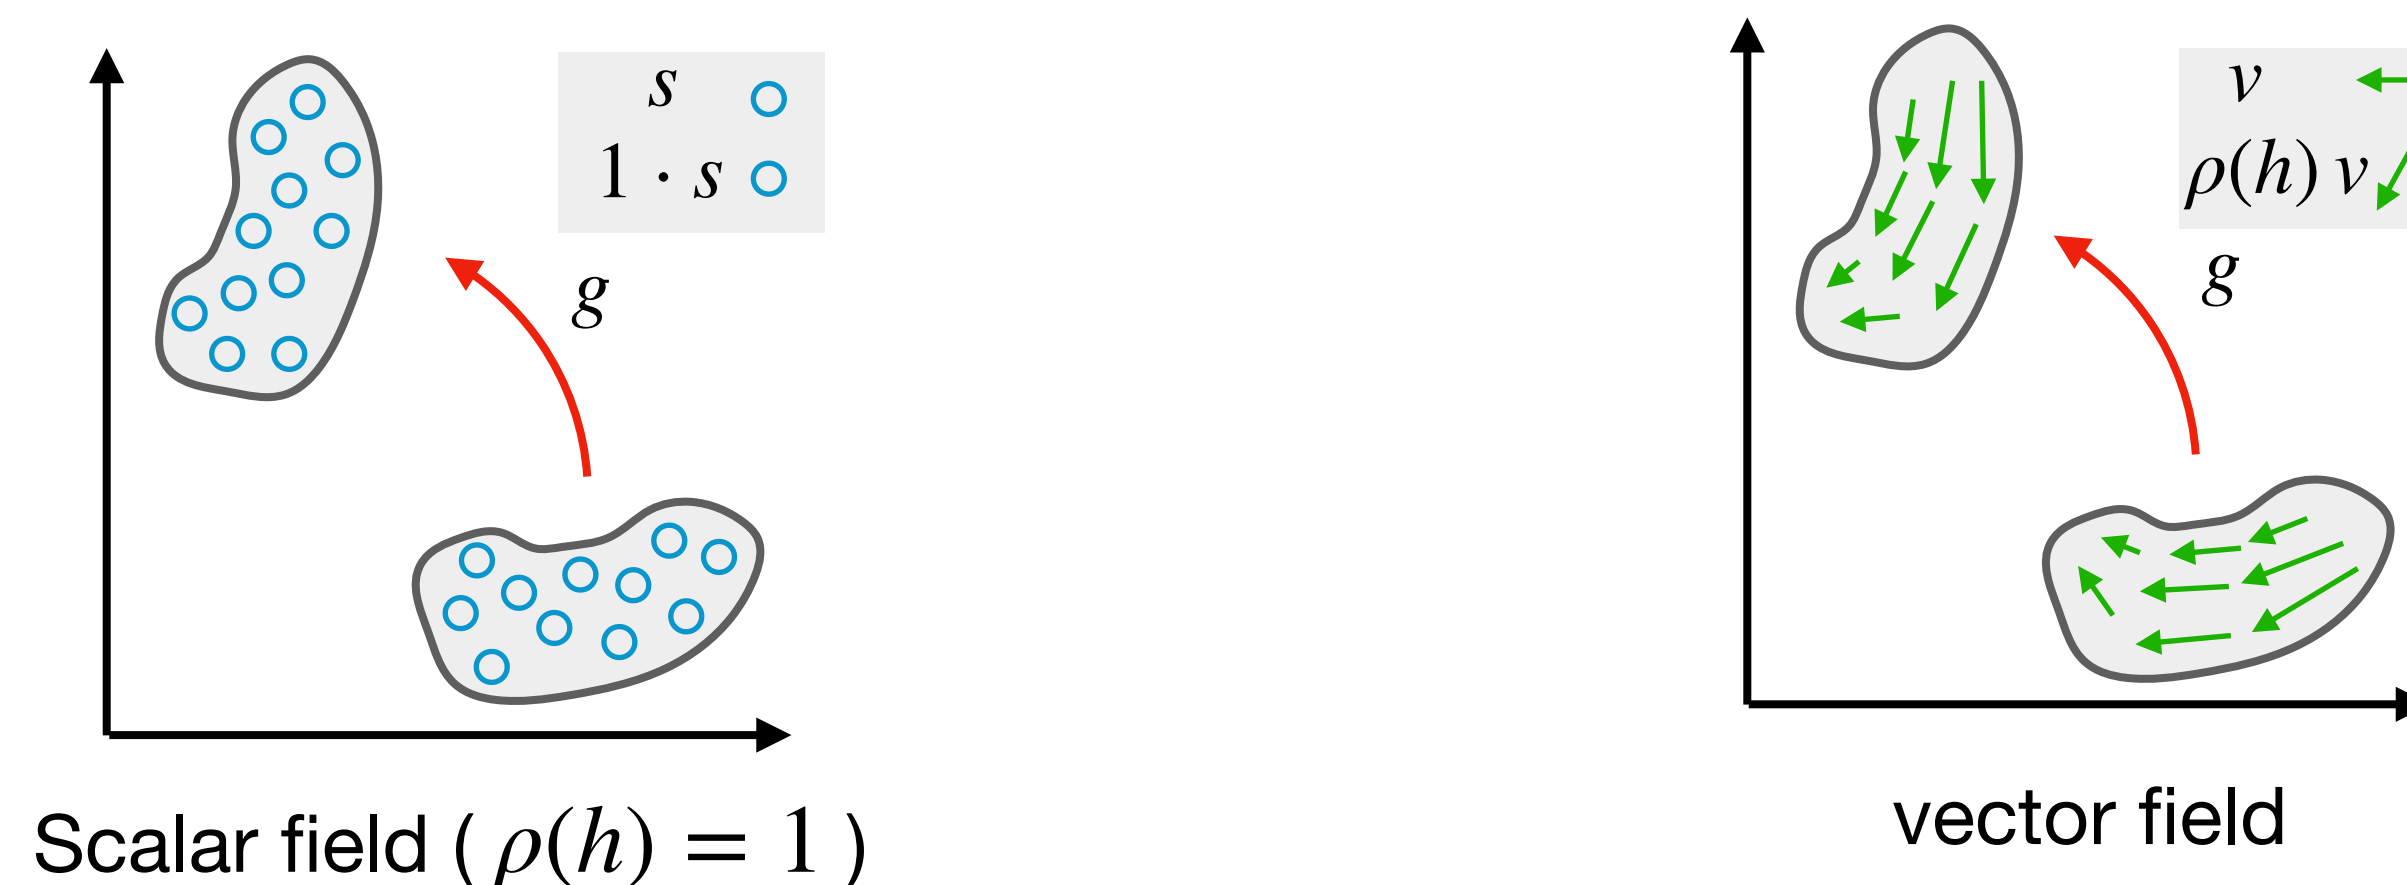 s
1 · s
g
Scalar field ( ρ(h) = 1 )
v
ρ(h) v
g
vector field